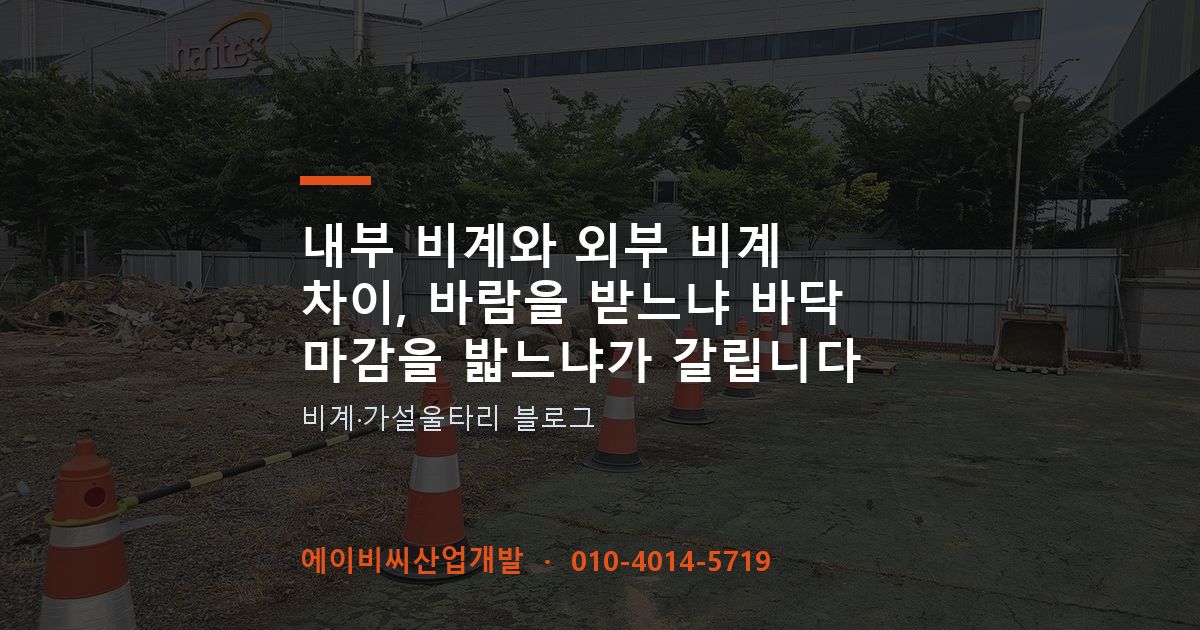 hantes
내부 비계와 외부 비계
차이, 바람을 받느냐 바닥
마감을 밟느냐가 갈립니다
비계·가설울타리 블로그
에이비씨산업개발 · 010-4014-5719